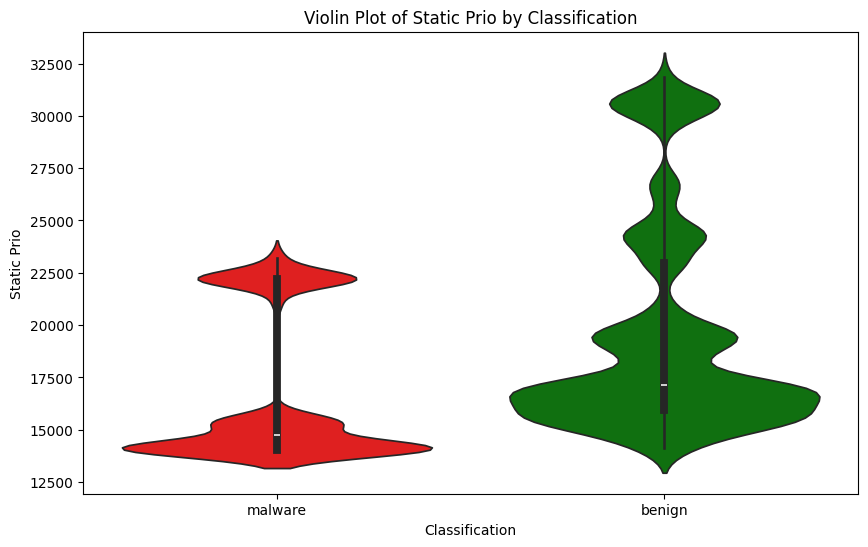 Violin Plot of Static Prio by Classification
32500
30000
27500
25000
22500
20000
17500
15000
12500
Static Prio
malware
benign
Classification